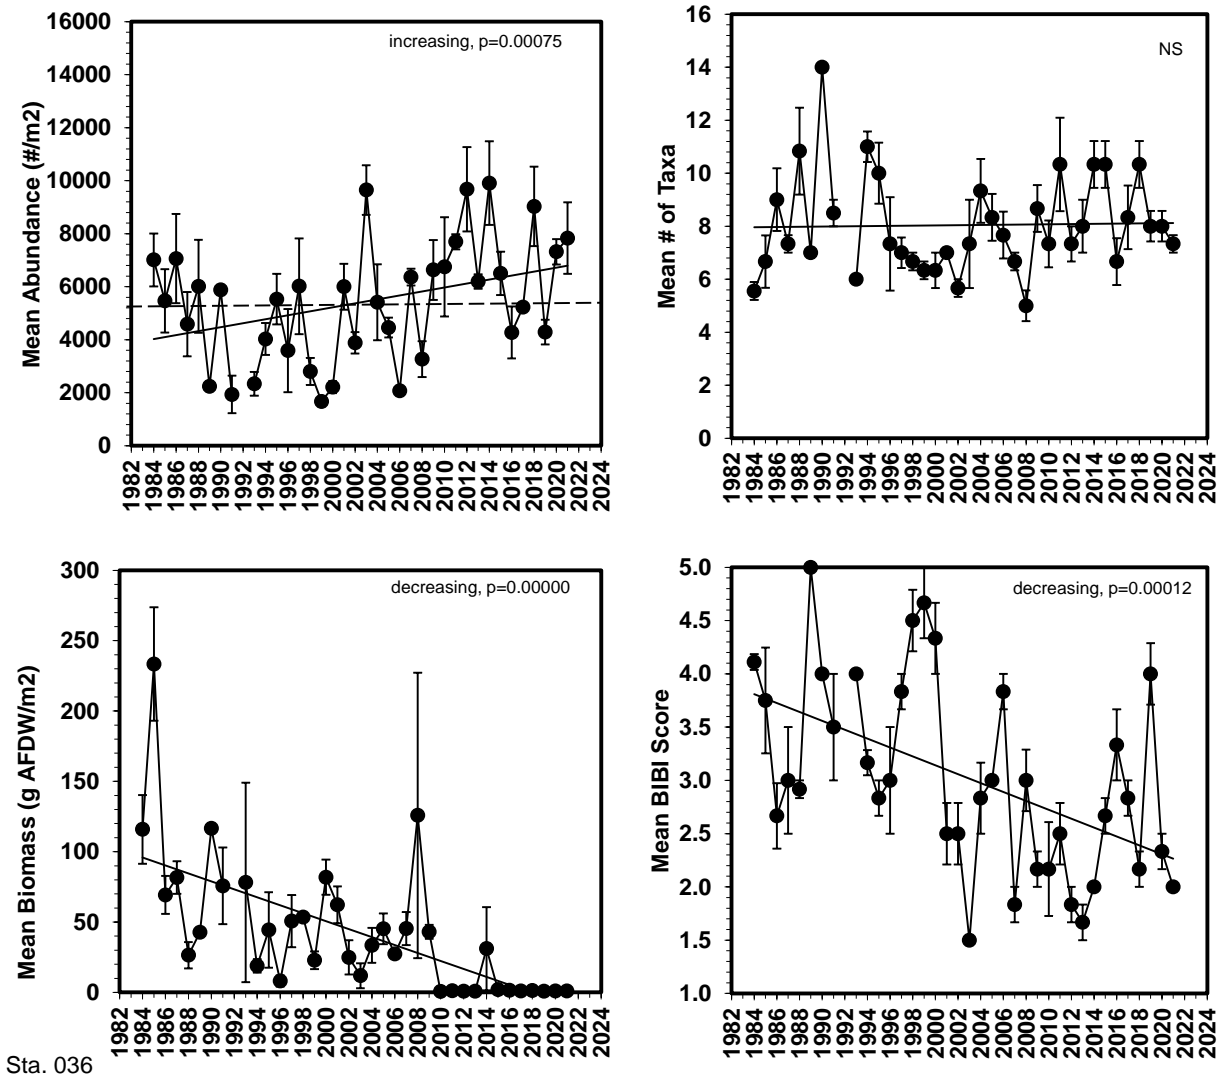 16000
14000
12000
10000
8000
6000
4000
2000
0
Mean Abundance (#/m2)
increasing, p=0.00075
1982 1984 1986 1988 1990 1992 1994 1996 1998 2000 2002 2004 2006 2008 2010 2012 2014 2016 2018 2020 2022 2024
16
14
12
10
8
6
4
2
0
Mean # of Taxa
NS
1982 1984 1986 1988 1990 1992 1994 1996 1998 2000 2002 2004 2006 2008 2010 2012 2014 2016 2018 2020 2022 2024
300
250
200
150
100
50
0
Mean Biomass (g AFDW/m2)
decreasing, p=0.00000
1982 1984 1986 1988 1990 1992 1994 1996 1998 2000 2002 2004 2006 2008 2010 2012 2014 2016 2018 2020 2022 2024
5.0
4.5
4.0
3.5
3.0
2.5
2.0
1.5
1.0
Mean BIBI Score
decreasing, p=0.00012
1982 1984 1986 1988 1990 1992 1994 1996 1998 2000 2002 2004 2006 2008 2010 2012 2014 2016 2018 2020 2022 2024
Sta. 036